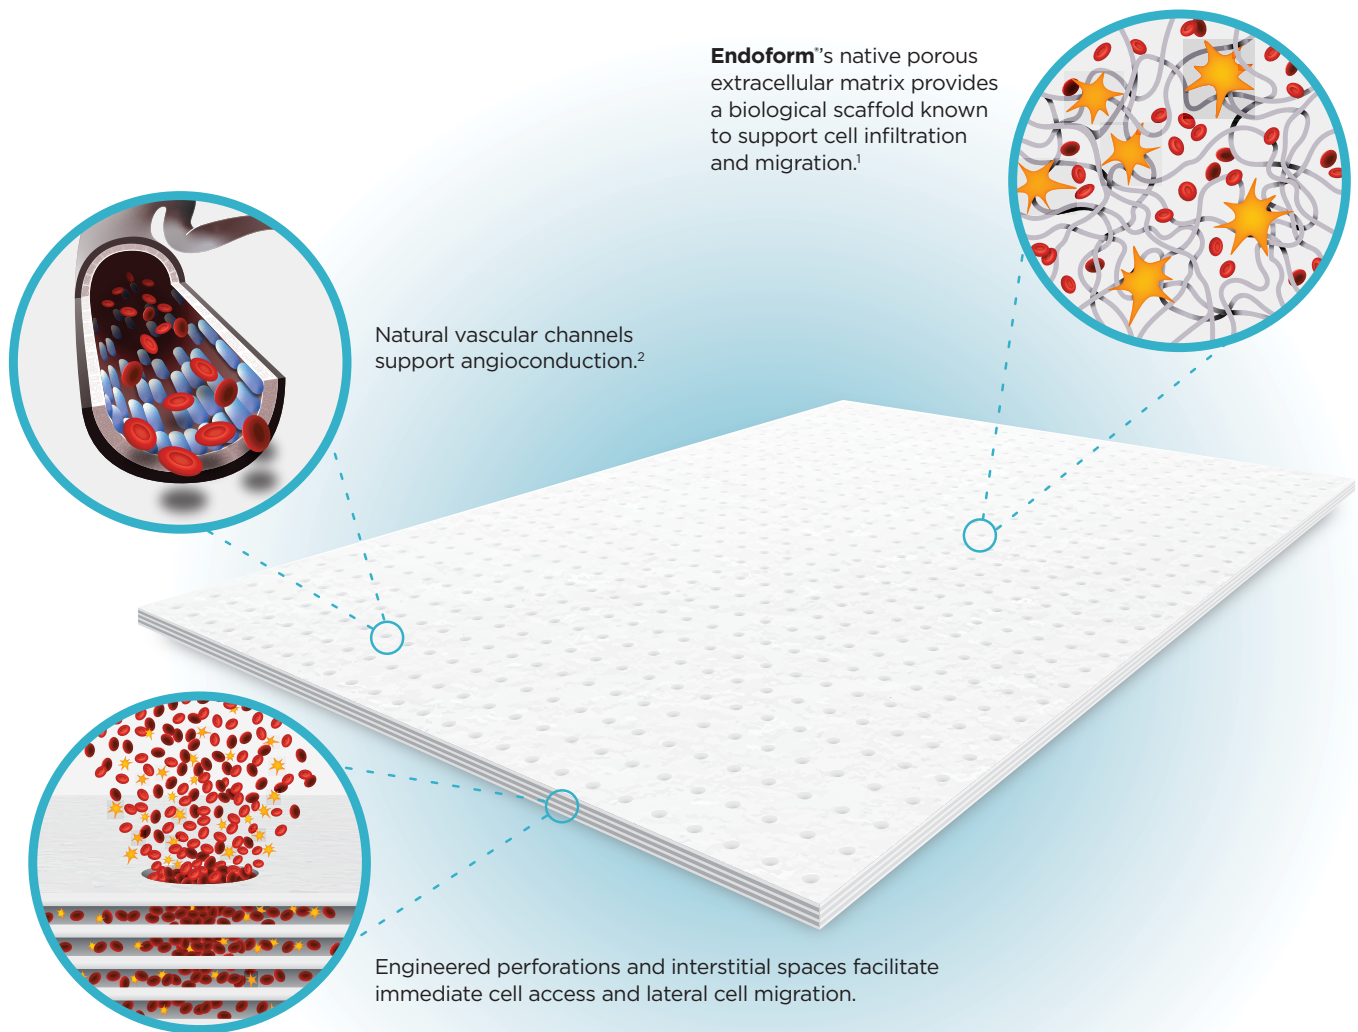 Endoform®'s native porous
extracellular matrix provides
a biological scaffold known
to support cell infiltration
and migration.¹
Natural vascular channels
support angioconduction.²
Engineered perforations and interstitial spaces facilitate
immediate cell access and lateral cell migration.